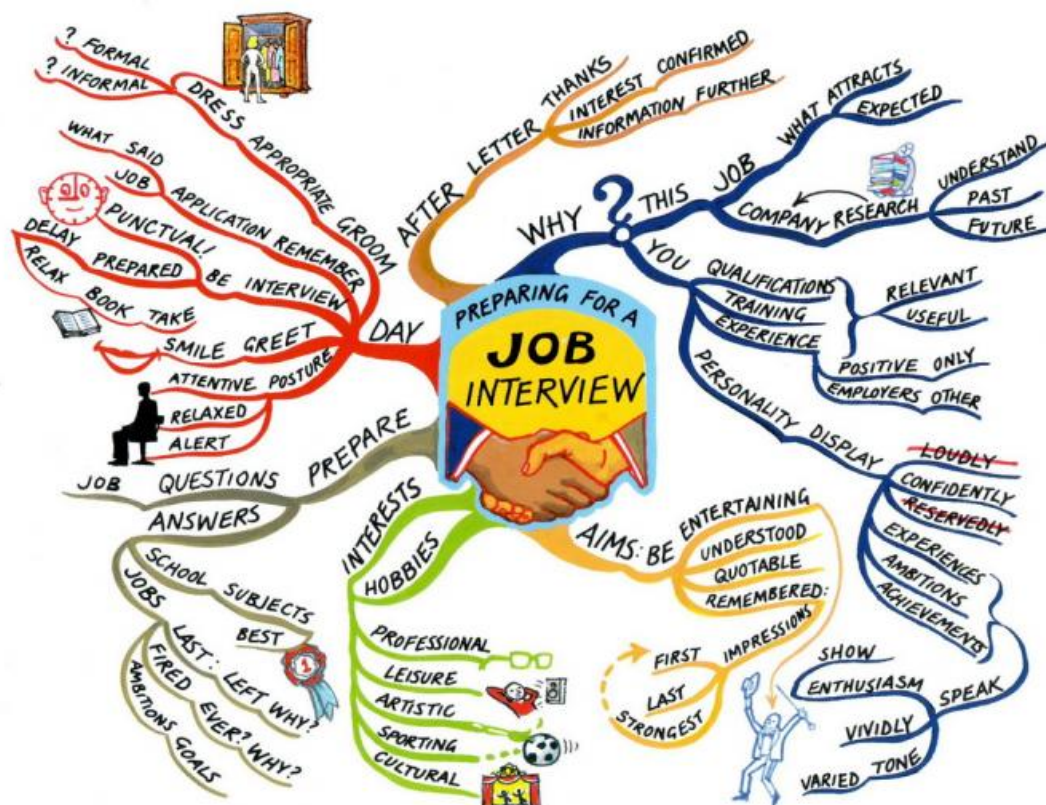 PREPARING FOR A
JOB
INTERVIEW
WHY
?
THIS
JOB
WHAT ATTRACTS
EXPECTED
COMPANY RESEARCH
UNDERSTAND
PAST
FUTURE
YOU
QUALIFICATIONS
TRAINING
EXPERIENCE
RELEVANT
USEFUL
POSITIVE ONLY
EMPLOYERS OTHER
PERSONALITY DISPLAY
LOUDLY
CONFIDENTLY
RESERVEDLY
EXPERIENCES
AMBITIONS
ACHIEVEMENTS
SPEAK
SHOW
ENTHUSIASM
VIVIDLY
VARIED TONE
AIMS: BE
ENTERTAINING
UNDERSTOOD
QUOTABLE
REMEMBERED:
IMPRESSIONS
FIRST
LAST
STRONGEST
INTERESTS
HOBBIES
PROFESSIONAL
LEISURE
ARTISTIC
SPORTING
CULTURAL
PREPARE
QUESTIONS
JOB
ANSWERS
SCHOOL SUBJECTS
BEST
1
JOBS
LAST: LEFT WHY?
FIRED EVER? WHY?
AMBITIONS GOALS
DAY
DRESS APPROPRIATE GROOM
? FORMAL
? INFORMAL
APPLICATION REMEMBER
WHAT SAID
JOB
BE INTERVIEW
PUNCTUAL!
PREPARED
DELAY
RELAX
BOOK TAKE
SMILE GREET
POSTURE
ATTENTIVE
RELAXED
ALERT
AFTER LETTER
THANKS
INTEREST CONFIRMED
INFORMATION FURTHER